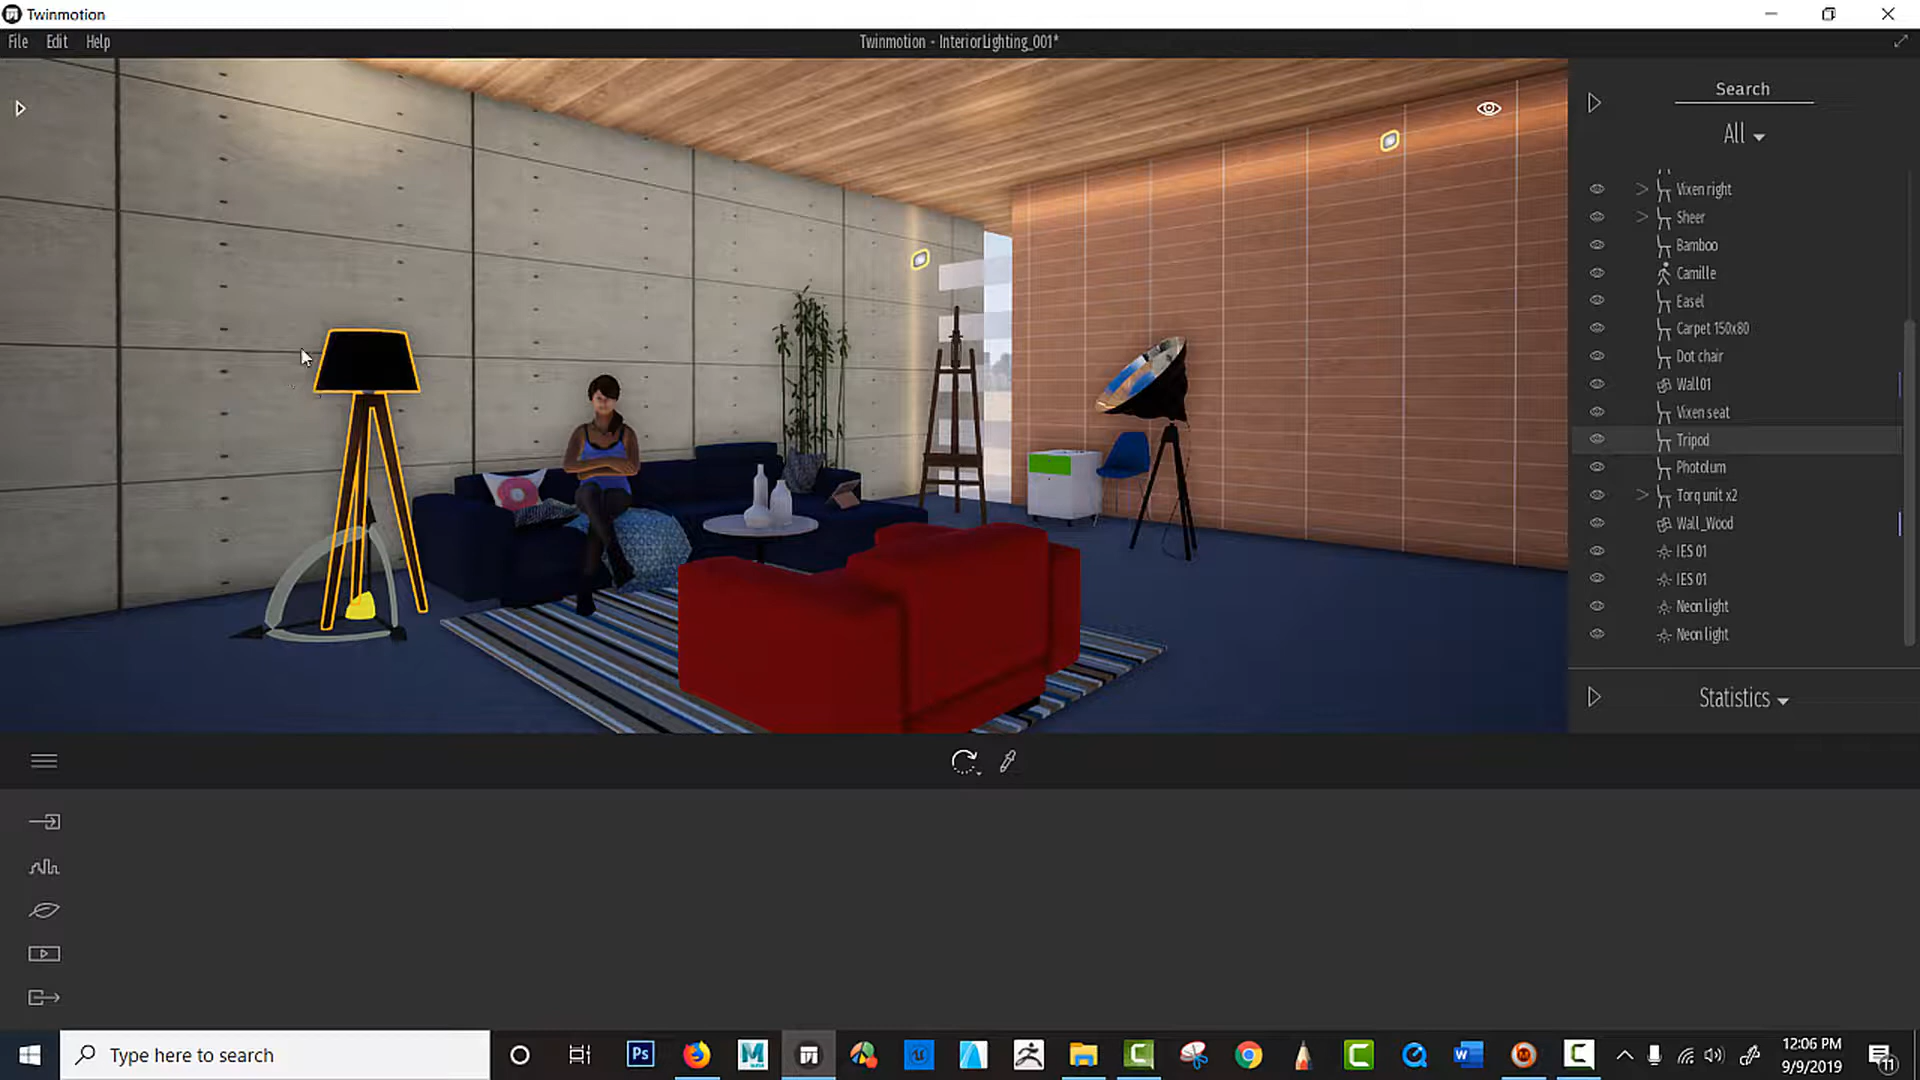 Twinmotion
File Edit Help
Twinmotion - InteriorLighting_001*
Search
All
Vixen right
Sheer
Bamboo
Camille
Easel
Carpet 150x80
Dot chair
Wall01
Vixen seat
Tripod
Photolum
Torq unit x2
Wall_Wood
IES 01
IES 01
Neon light
Neon light
Statistics
Type here to search
Ps
12:06 PM
9/9/2019
11